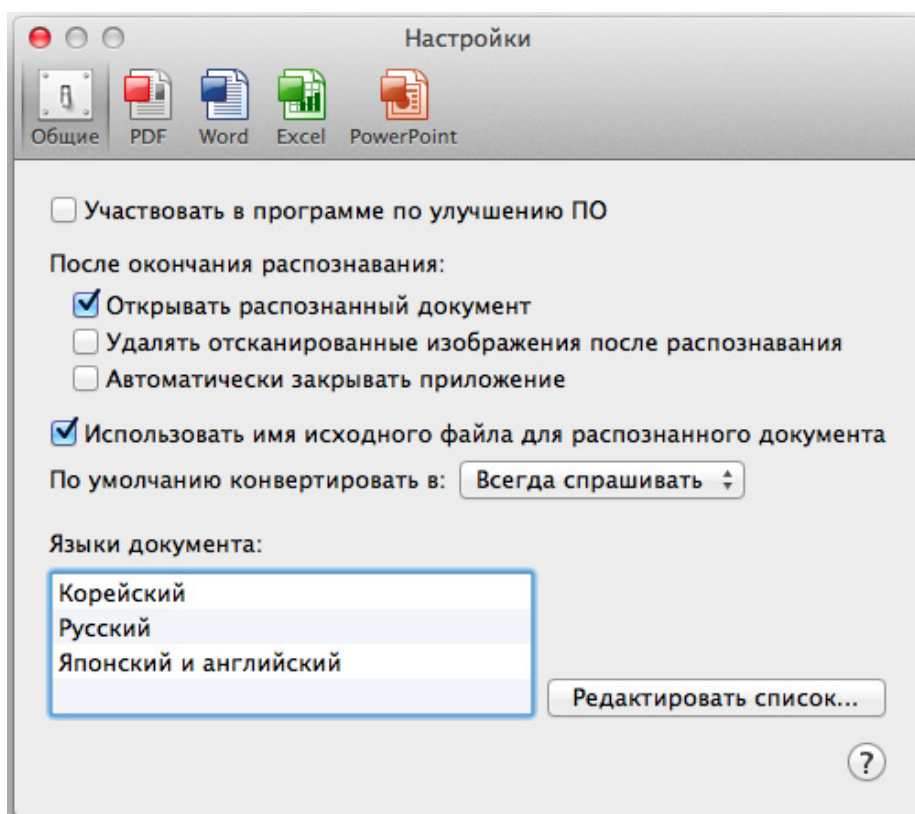 Настройки
Общие PDF Word Excel PowerPoint
Участвовать в программе по улучшению ПО
После окончания распознавания:
Открывать распознанный документ
Удалять отсканированные изображения после распознавания
Автоматически закрывать приложение
Использовать имя исходного файла для распознанного документа
По умолчанию конвертировать в: Всегда спрашивать
Языки документа:
Корейский
Русский
Японский и английский
Редактировать список...
?